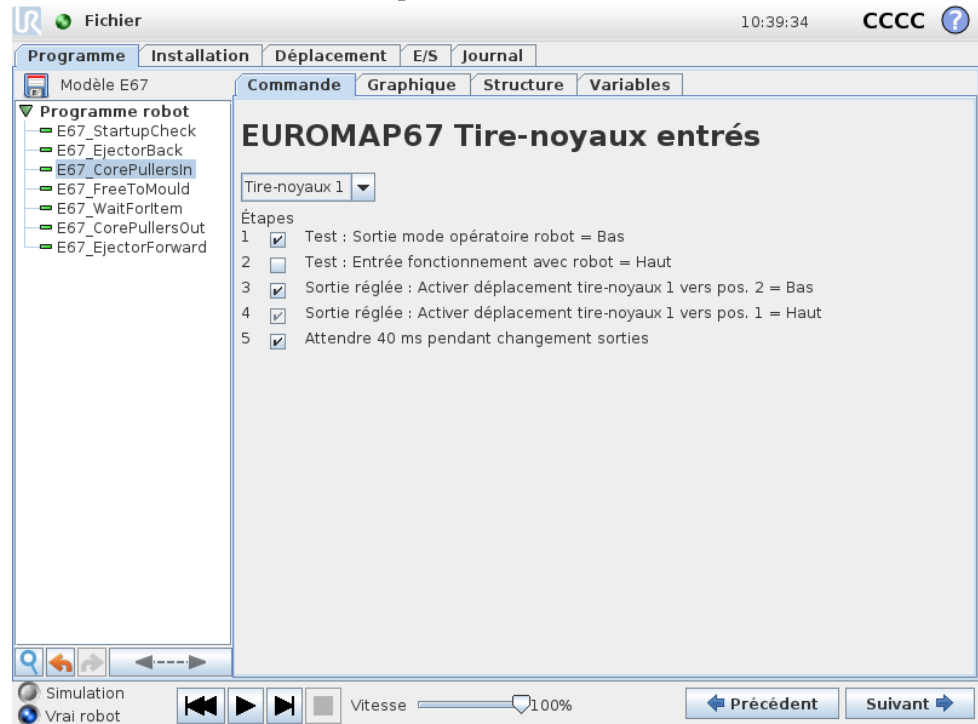 UR Fichier 10:39:34 CCCC ?
Programme Installation Déplacement E/S Journal
Modèle E67 Commande Graphique Structure Variables
Programme robot
E67_StartupCheck
E67_EjectorBack
E67_CorePullersIn
E67_FreeToMould
E67_WaitForItem
E67_CorePullersOut
E67_EjectorForward
EUROMAP67 Tire-noyaux entrés
Tire-noyaux 1
Étapes
1 Test : Sortie mode opératoire robot = Bas
2 Test : Entrée fonctionnement avec robot = Haut
3 Sortie réglée : Activer déplacement tire-noyaux 1 vers pos. 2 = Bas
4 Sortie réglée : Activer déplacement tire-noyaux 1 vers pos. 1 = Haut
5 Attendre 40 ms pendant changement sorties
Simulation
Vrai robot
Vitesse 100% Précédent Suivant